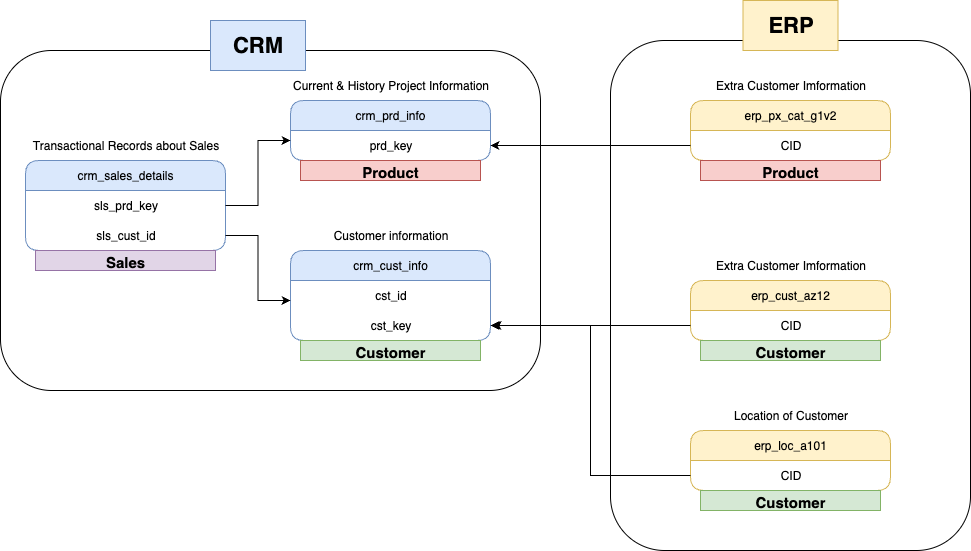 CRM
Current & History Project Information
crm_prd_info
prd_key
Product
Transactional Records about Sales
crm_sales_details
sls_prd_key
sls_cust_id
Sales
Customer information
crm_cust_info
cst_id
cst_key
Customer
ERP
Extra Customer Imformation
erp_px_cat_g1v2
CID
Product
Extra Customer Imformation
erp_cust_az12
CID
Customer
Location of Customer
erp_loc_a101
CID
Customer